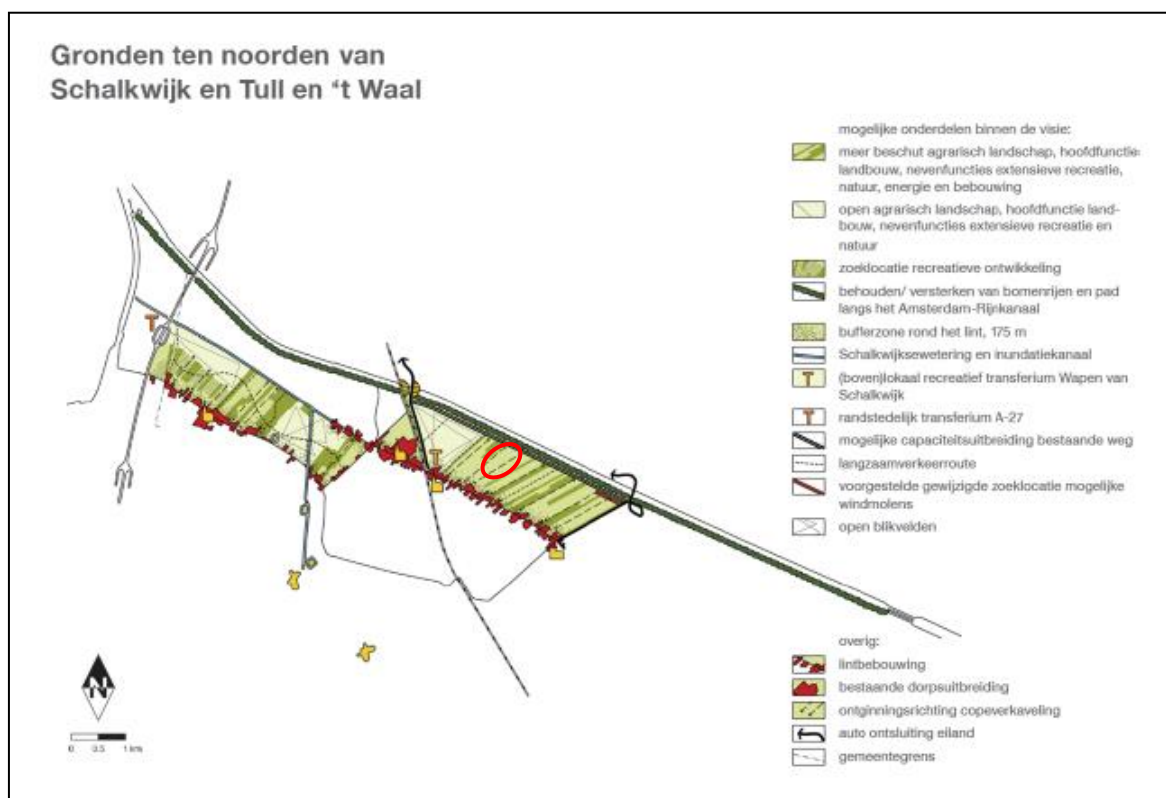 Gronden ten noorden van
Schalkwijk en Tull en ‘t Waal
mogelijke onderdelen binnen de visie:
meer beschut agrarisch landschap, hoofdfunctie
landbouw, nevenfuncties extensieve recreatie,
natuur, energie en bebouwing
open agrarisch landschap, hoofdfunctie land-
bouw, nevenfuncties extensieve recreatie en
natuur
zoeklocatie recreatieve ontwikkeling
behouden/ versterken van bomenrijen en pad
langs het Amsterdam-Rijnkanaal
bufferzone rond het lint, 175 m
Schalkwijksewetering en inundatiekanaal
T
(boven)lokaal recreatief transferium Wapen van
Schalkwijk
T
randstedelijk transferium A-27
mogelijke capaciteitsuitbreiding bestaande weg
langzaamverkeerroute
voorgestelde gewijzigde zoeklocatie mogelijke
windmolens
open blikvelden
T
T
overig:
lintbebouwing
bestaande dorpsuitbreiding
ontginningsrichting copeverkaveling
auto ontsluiting eiland
gemeentegrens
N
0 0.5 1 km